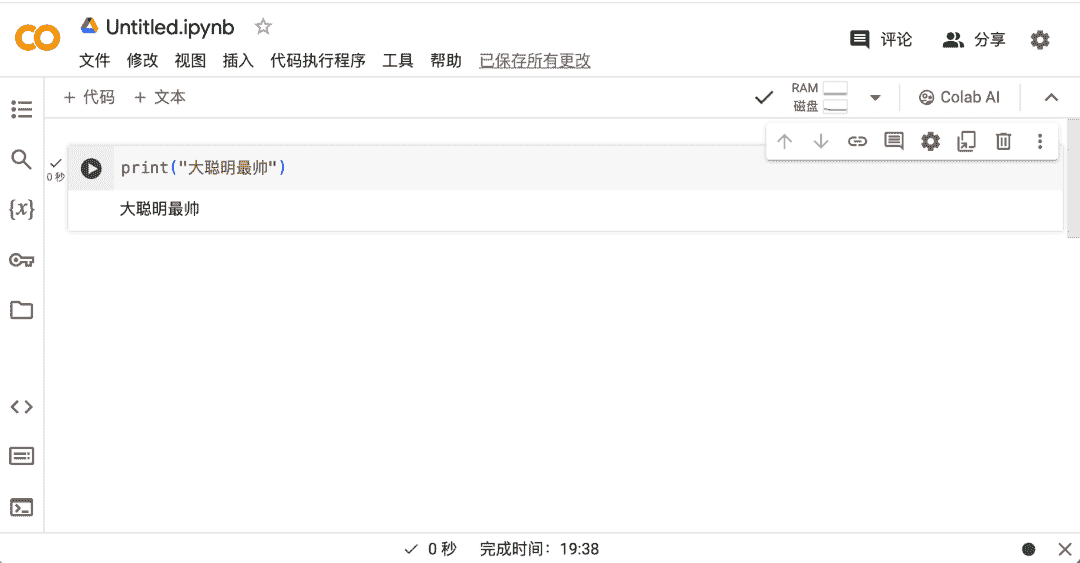 CO Untitled.ipynb
评论 分享
文件 修改 视图 插入 代码执行程序 工具 帮助 已保存所有更改
+ 代码 + 文本
RAM
磁盘
Colab AI
{x}
0 秒
print("大聪明最帅")
大聪明最帅
0 秒 完成时间：19:38